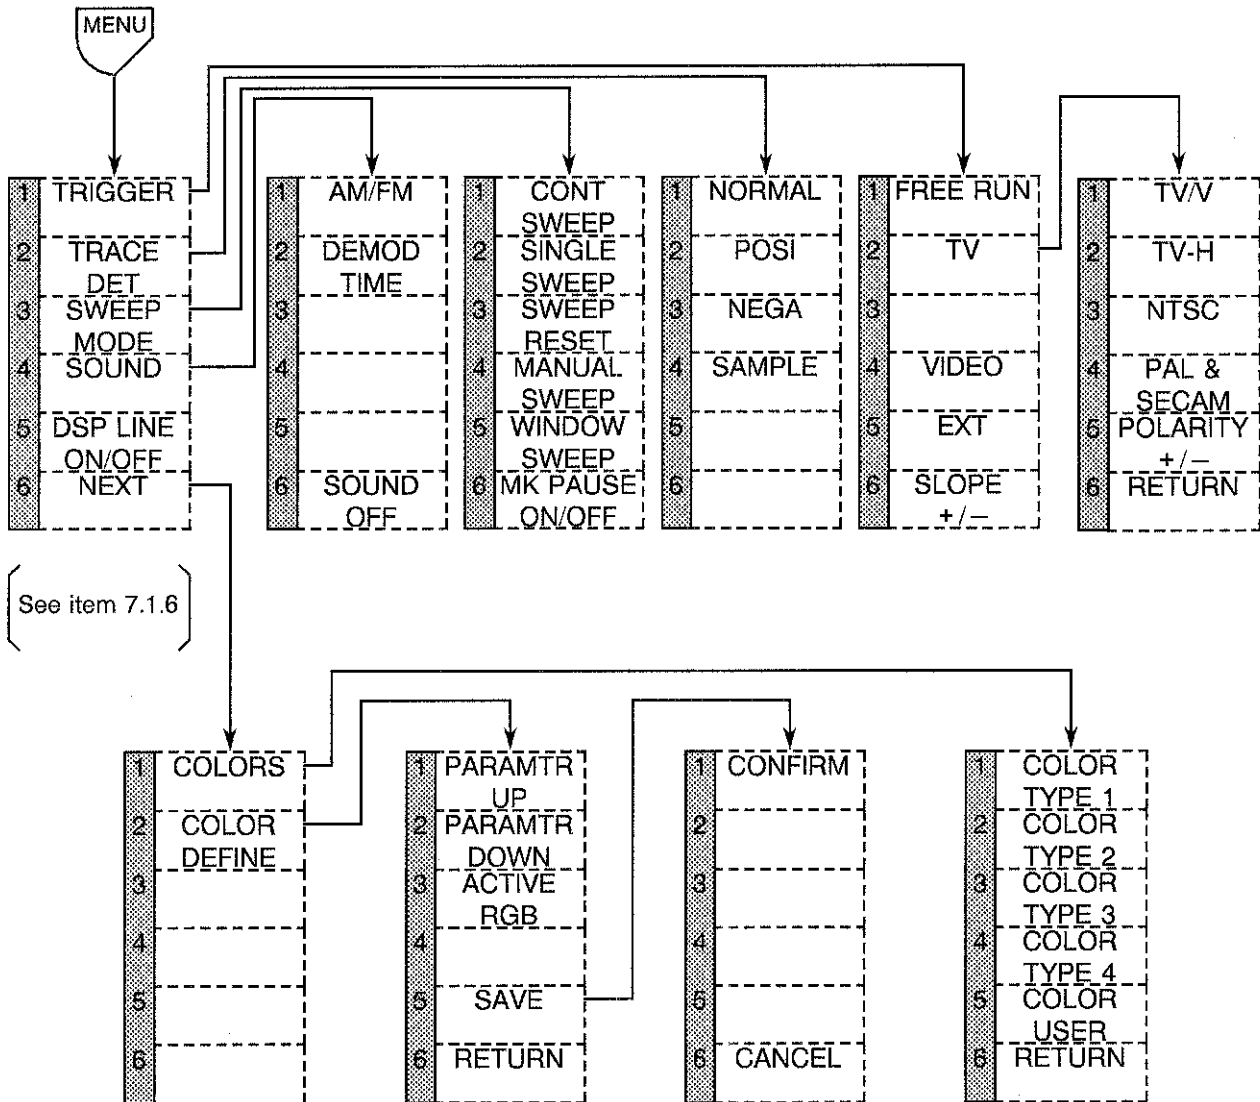 MENU
1 TRIGGER
2 TRACE
DET
3 SWEEP
MODE
4 SOUND
5 DSP LINE
ON/OFF
6 NEXT
1 AM/FM
2 DEMOD
TIME
3
4
5
6 SOUND
OFF
1 CONT
SWEEP
2 SINGLE
SWEEP
3 SWEEP
RESET
4 MANUAL
SWEEP
5 WINDOW
SWEEP
6 MK PAUSE
ON/OFF
1 NORMAL
2 POSI
3 NEGA
4 SAMPLE
5
6
1 FREE RUN
2 TV
3
4 VIDEO
5 EXT
6 SLOPE
+/−
1 TV/V
2 TV-H
3 NTSC
4 PAL &
SECAM
5 POLARITY
+/−
6 RETURN
See item 7.1.6
1 COLORS
2 COLOR
DEFINE
3
4
5
6
1 PARAMTR
UP
2 PARAMTR
DOWN
3 ACTIVE
RGB
4
5 SAVE
6 RETURN
1 CONFIRM
2
3
4
5
6 CANCEL
1 COLOR
TYPE 1
2 COLOR
TYPE 2
3 COLOR
TYPE 3
4 COLOR
TYPE 4
5 COLOR
USER
6 RETURN